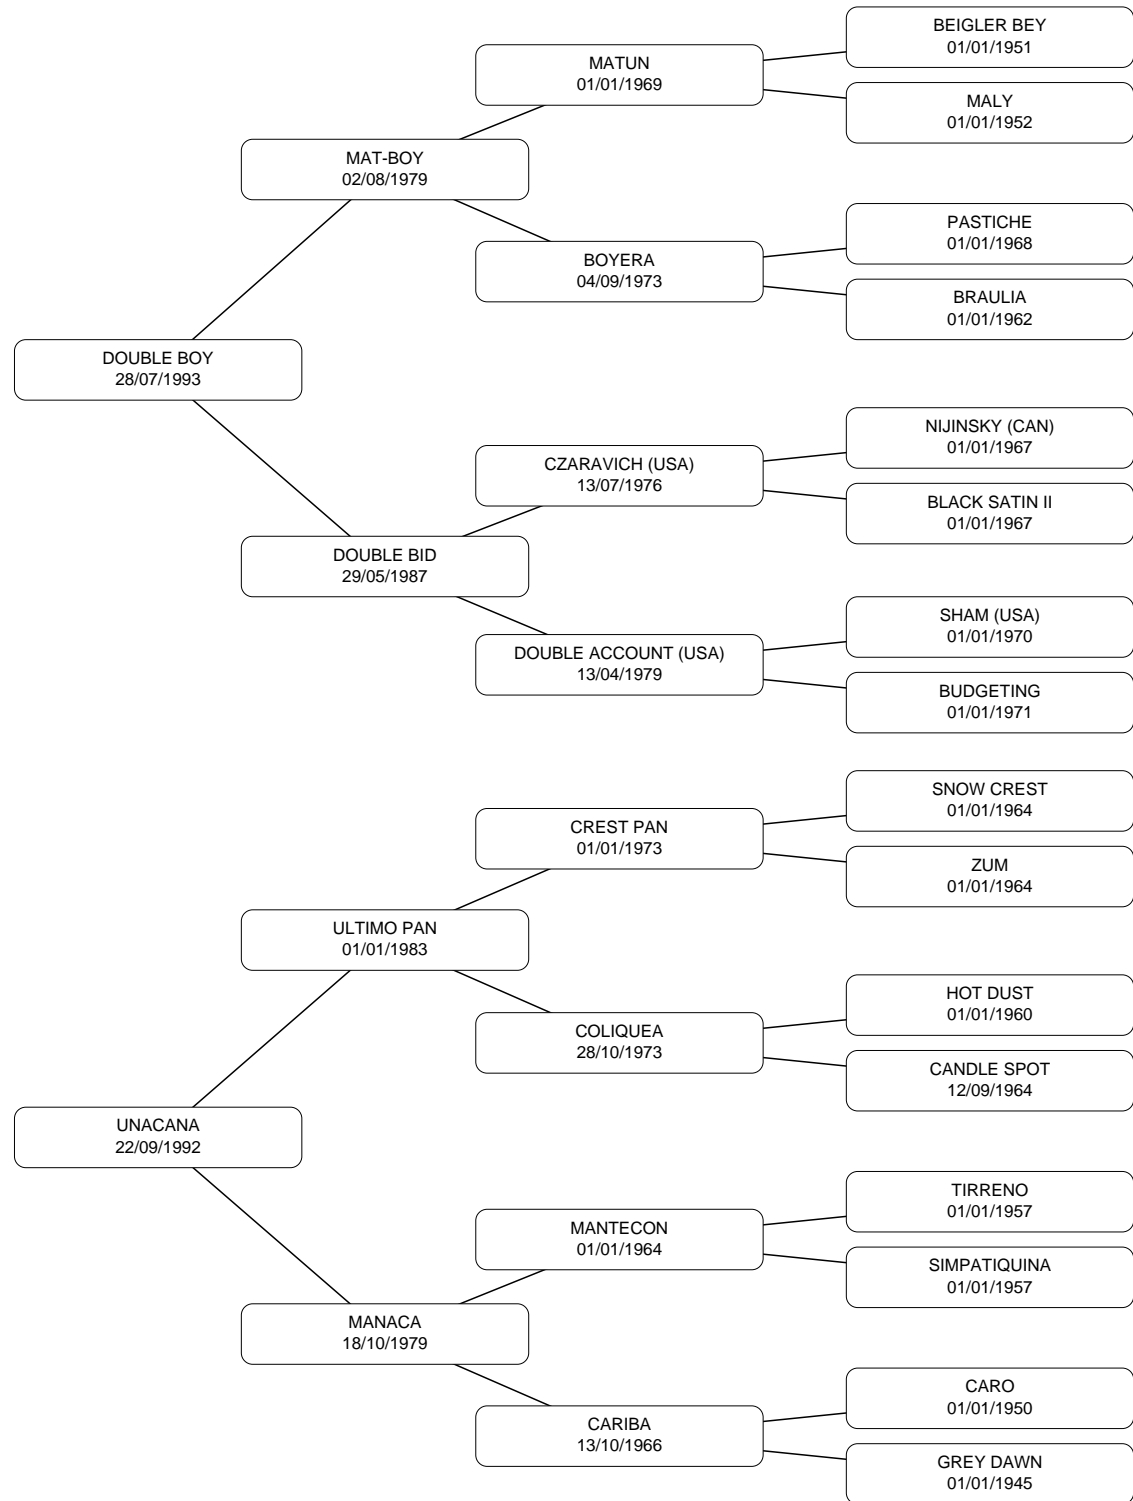 BEIGLER BEY
01/01/1951
MATUN
01/01/1969
MALY
01/01/1952
MAT-BOY
02/08/1979
PASTICHE
01/01/1968
BOYERA
04/09/1973
BRAULIA
01/01/1962
DOUBLE BOY
28/07/1993
NIJINSKY (CAN)
01/01/1967
CZARAVICH (USA)
13/07/1976
BLACK SATIN II
01/01/1967
DOUBLE BID
29/05/1987
SHAM (USA)
01/01/1970
DOUBLE ACCOUNT (USA)
13/04/1979
BUDGETING
01/01/1971
SNOW CREST
01/01/1964
CREST PAN
01/01/1973
ZUM
01/01/1964
ULTIMO PAN
01/01/1983
HOT DUST
01/01/1960
COLIQUEA
28/10/1973
CANDLE SPOT
12/09/1964
UNACANA
22/09/1992
TIRRENO
01/01/1957
MANTECON
01/01/1964
SIMPATIQUINA
01/01/1957
MANACA
18/10/1979
CARO
01/01/1950
CARIBA
13/10/1966
GREY DAWN
01/01/1945